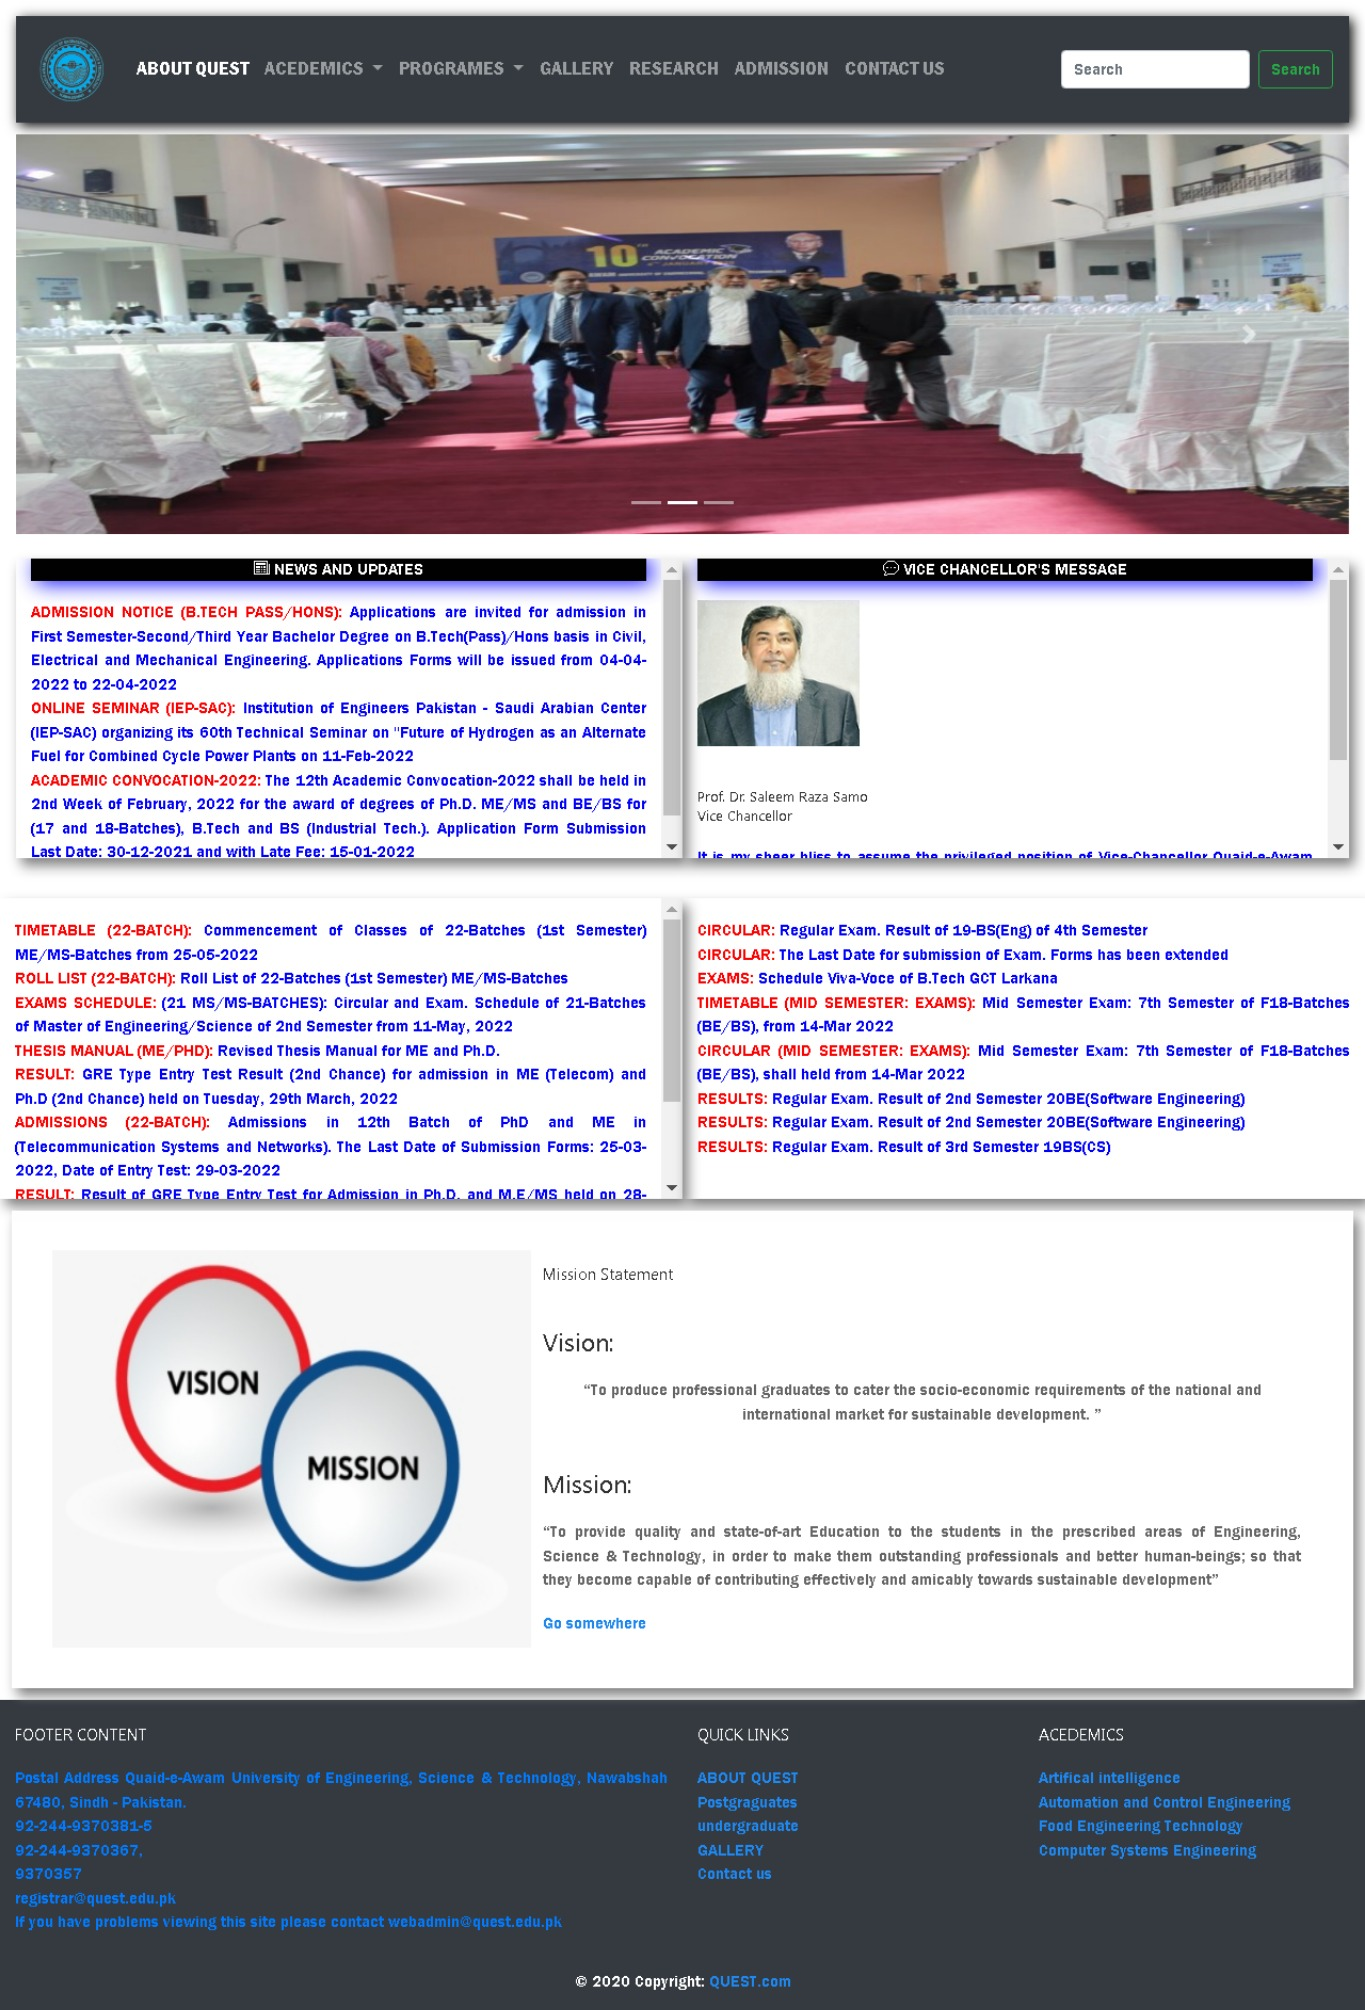 ABOUT QUEST ACEDEMICS PROGRAMES GALLERY RESEARCH ADMISSION CONTACT US Search Search
10TH ACADEMIC
CONVOCATION
NEWS AND UPDATES
ADMISSION NOTICE (B.TECH PASS/HONS): Applications are invited for admission in
First Semester-Second/Third Year Bachelor Degree on B.Tech(Pass)/Hons basis in Civil,
Electrical and Mechanical Engineering. Applications Forms will be issued from 04-04-
2022 to 22-04-2022
ONLINE SEMINAR (IEP-SAC): Institution of Engineers Pakistan - Saudi Arabian Center
(IEP-SAC) organizing its 60th Technical Seminar on "Future of Hydrogen as an Alternate
Fuel for Combined Cycle Power Plants on 11-Feb-2022
ACADEMIC CONVOCATION-2022: The 12th Academic Convocation-2022 shall be held in
2nd Week of February, 2022 for the award of degrees of Ph.D. ME/MS and BE/BS for
(17 and 18-Batches), B.Tech and BS (Industrial Tech.). Application Form Submission
Last Date: 30-12-2021 and with Late Fee: 15-01-2022
VICE CHANCELLOR'S MESSAGE
Prof. Dr. Saleem Raza Samo
Vice Chancellor
It is my sheer bliss to assume the privileged position of Vice-Chancellor Quaid-e-Awam
TIMETABLE (22-BATCH): Commencement of Classes of 22-Batches (1st Semester)
ME/MS-Batches from 25-05-2022
ROLL LIST (22-BATCH): Roll List of 22-Batches (1st Semester) ME/MS-Batches
EXAMS SCHEDULE: (21 MS/MS-BATCHES): Circular and Exam. Schedule of 21-Batches
of Master of Engineering/Science of 2nd Semester from 11-May, 2022
THESIS MANUAL (ME/PHD): Revised Thesis Manual for ME and Ph.D.
RESULT: GRE Type Entry Test Result (2nd Chance) for admission in ME (Telecom) and
Ph.D (2nd Chance) held on Tuesday, 29th March, 2022
ADMISSIONS (22-BATCH): Admissions in 12th Batch of PhD and ME in
(Telecommunication Systems and Networks). The Last Date of Submission Forms: 25-03-
2022, Date of Entry Test: 29-03-2022
RESULT: Result of GRE Type Entry Test for Admission in Ph.D. and M.E/MS held on 28-
CIRCULAR: Regular Exam. Result of 19-BS(Eng) of 4th Semester
CIRCULAR: The Last Date for submission of Exam. Forms has been extended
EXAMS: Schedule Viva-Voce of B.Tech GCT Larkana
TIMETABLE (MID SEMESTER: EXAMS): Mid Semester Exam: 7th Semester of F18-Batches
(BE/BS), from 14-Mar 2022
CIRCULAR (MID SEMESTER: EXAMS): Mid Semester Exam: 7th Semester of F18-Batches
(BE/BS), shall held from 14-Mar 2022
RESULTS: Regular Exam. Result of 2nd Semester 20BE(Software Engineering)
RESULTS: Regular Exam. Result of 2nd Semester 20BE(Software Engineering)
RESULTS: Regular Exam. Result of 3rd Semester 19BS(CS)
VISION
MISSION
Mission Statement
Vision:
“To produce professional graduates to cater the socio-economic requirements of the national and
international market for sustainable development. ”
Mission:
“To provide quality and state-of-art Education to the students in the prescribed areas of Engineering,
Science & Technology, in order to make them outstanding professionals and better human-beings; so that
they become capable of contributing effectively and amicably towards sustainable development”
Go somewhere
FOOTER CONTENT
Postal Address Quaid-e-Awam University of Engineering, Science & Technology, Nawabshah
67480, Sindh - Pakistan.
92-244-9370381-5
92-244-9370367,
9370357
registrar@quest.edu.pk
If you have problems viewing this site please contact webadmin@quest.edu.pk
QUICK LINKS
ABOUT QUEST
Postgraguates
undergraduate
GALLERY
Contact us
ACEDEMICS
Artifical intelligence
Automation and Control Engineering
Food Engineering Technology
Computer Systems Engineering
© 2020 Copyright: QUEST.com